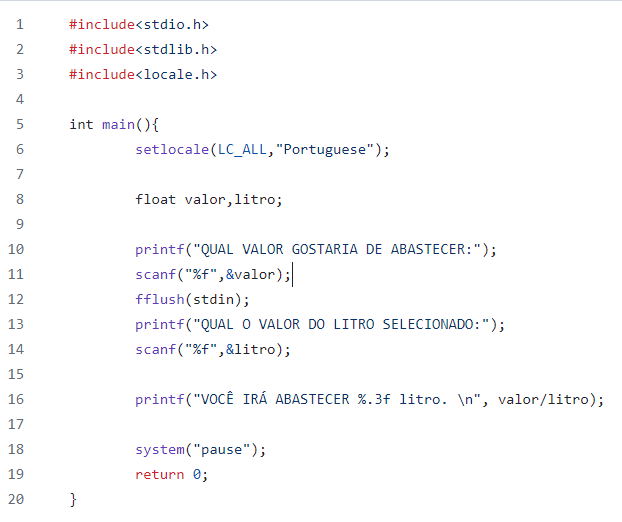 1 #include<stdio.h>
2 #include<stdlib.h>
3 #include<locale.h>
4
5 int main(){
6 setlocale(LC_ALL,"Portuguese");
7
8 float valor,litro;
9
10 printf("QUAL VALOR GOSTARIA DE ABASTECER:");
11 scanf("%f",&valor);
12 fflush(stdin);
13 printf("QUAL O VALOR DO LITRO SELECIONADO:");
14 scanf("%f",&litro);
15
16 printf("VOCÊ IRÁ ABASTECER %.3f litro. \n", valor/litro);
17
18 system("pause");
19 return 0;
20 }